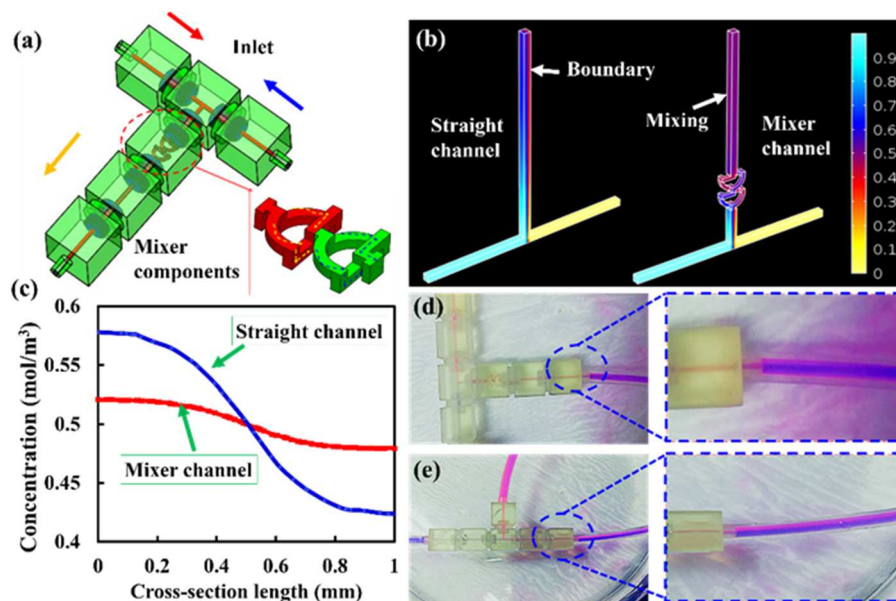 (a)
Inlet
Mixer
components
(b)
Boundary
Straight
channel
Mixing
Mixer
channel
0.9
0.8
0.7
0.6
0.5
0.4
0.3
0.2
0.1
0
(c)
0.6
0.55
0.5
0.45
0.4
Concentration (mol/m³)
Straight channel
Mixer channel
0 0.2 0.4 0.6 0.8 1
Cross-section length (mm)
(d)
(e)